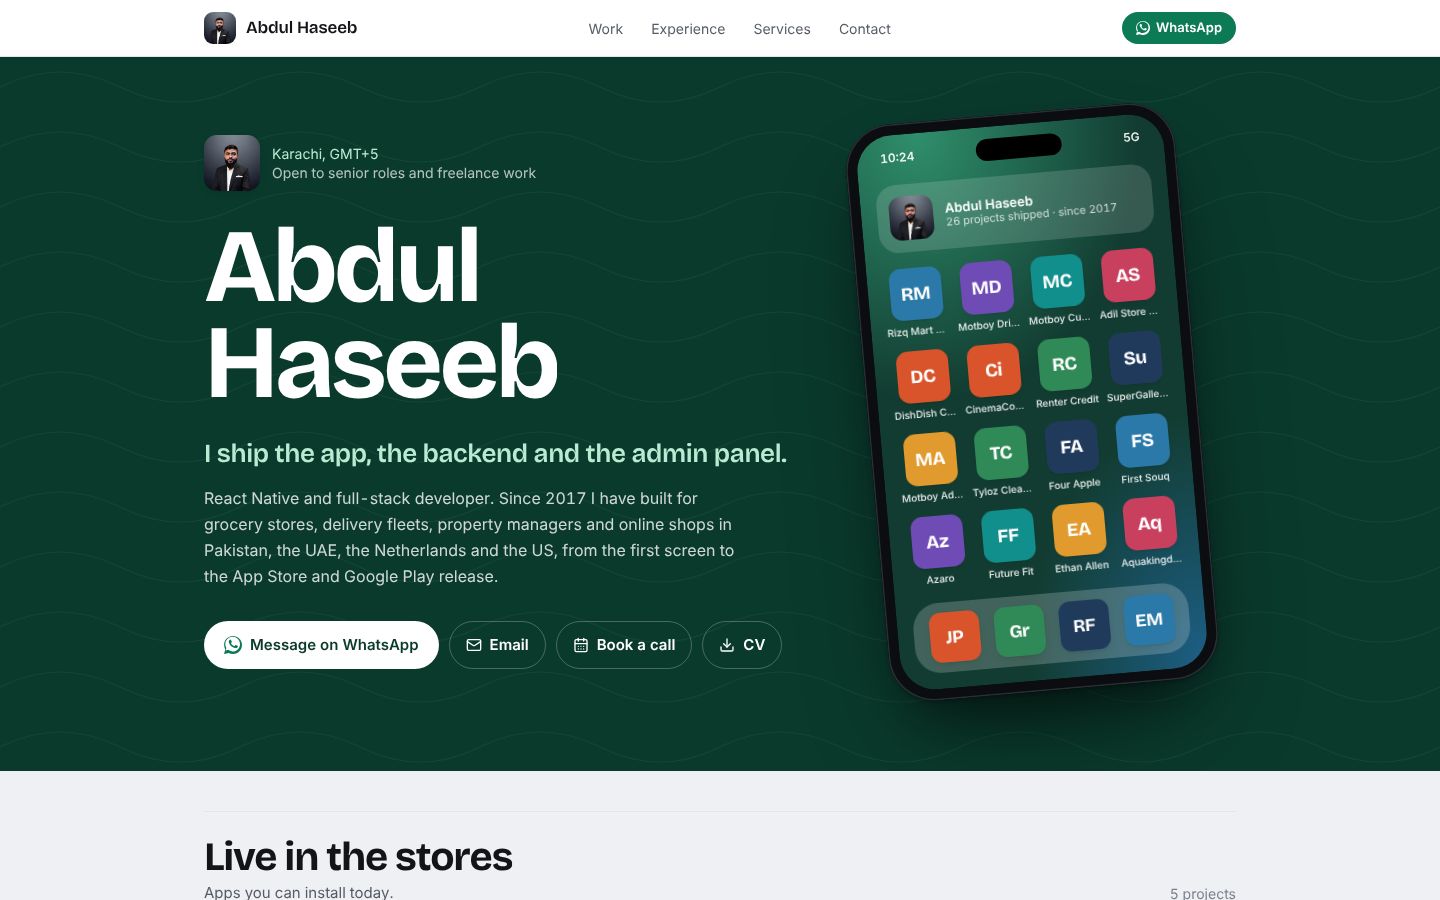 Abdul Haseeb
Work
Experience
Services
Contact
WhatsApp
Karachi, GMT+5
Open to senior roles and freelance work
Abdul
Haseeb
I ship the app, the backend and the admin panel.
React Native and full-stack developer. Since 2017 I have built for
grocery stores, delivery fleets, property managers and online shops in
Pakistan, the UAE, the Netherlands and the US, from the first screen to
the App Store and Google Play release.
Message on WhatsApp
Email
Book a call
CV
10:24
5G
Abdul Haseeb
26 projects shipped · since 2017
RM
MD
MC
AS
Rizq Mart ...
Motboy Dri...
Motboy Cu...
Adil Store ...
DC
Ci
RC
Su
DishDish C...
CinemaCo...
Renter Credit
SuperGalle...
MA
TC
FA
FS
Motboy Ad...
Tyloz Clea...
Four Apple
First Souq
Az
FF
EA
Aq
Azaro
Future Fit
Ethan Allen
Aquakingd...
JP
Gr
RF
EM
Live in the stores
Apps you can install today.
5 projects